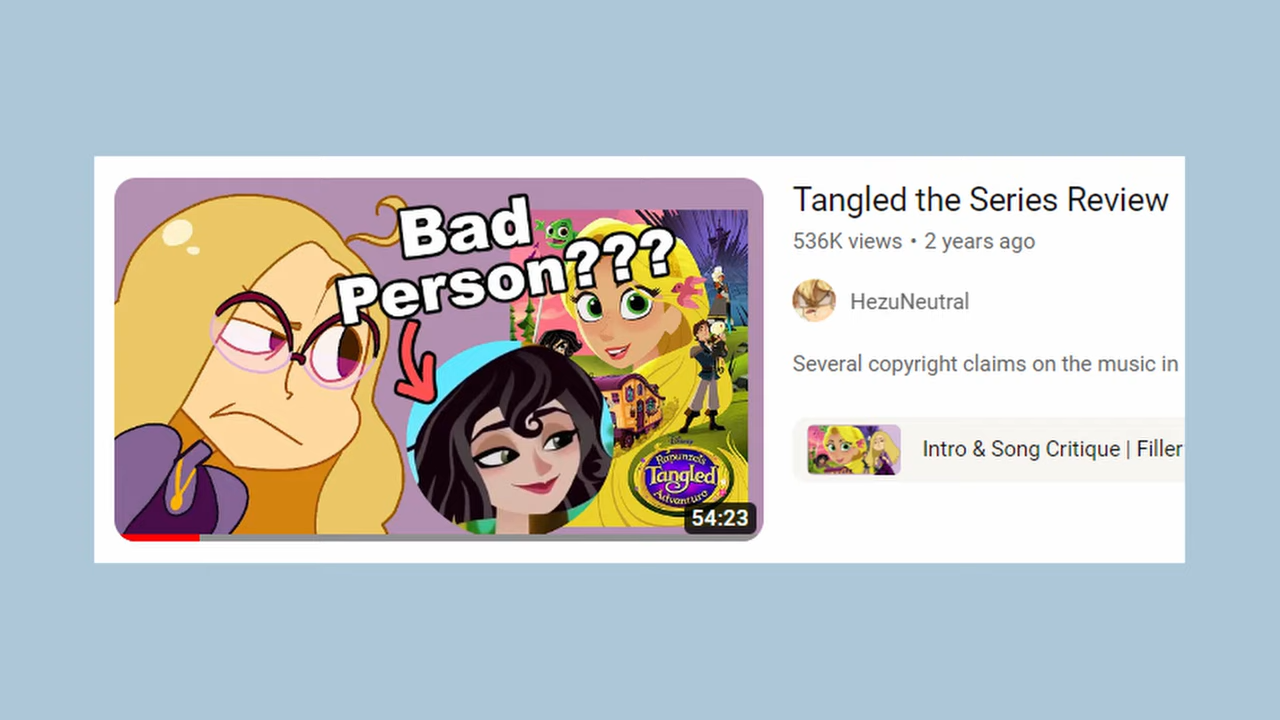 Bad
Person???
Disney
Rapunzel's
Tangled
Adventure
54:23
Tangled the Series Review
536K views • 2 years ago
HezuNeutral
Several copyright claims on the music in
Intro & Song Critique | Filler